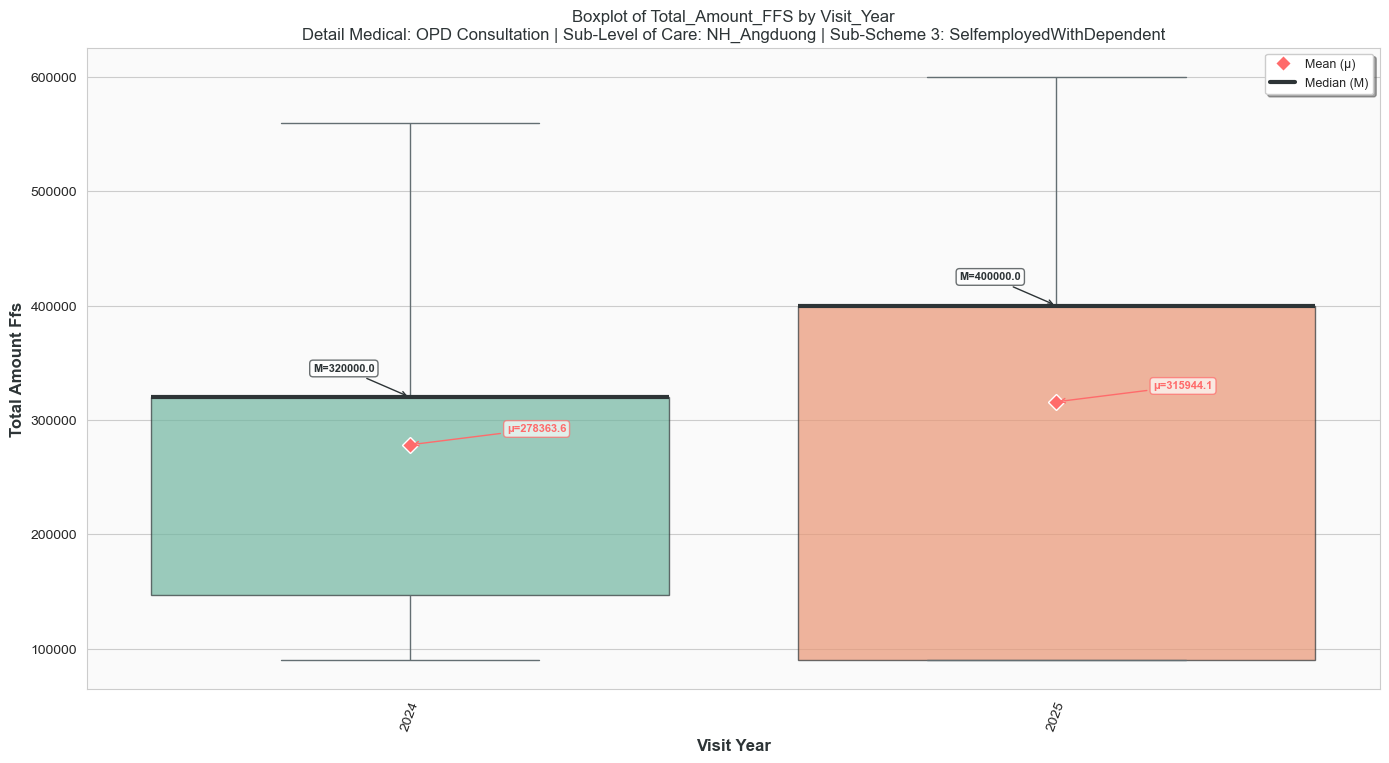 Boxplot of Total_Amount_FFS by Visit_Year
Detail Medical: OPD Consultation | Sub-Level of Care: NH_Angduong | Sub-Scheme 3: SelfemployedWithDependent
Mean (μ)
Median (M)
600000
500000
400000
300000
200000
100000
Total Amount Ffs
M=320000.0
μ=278363.6
M=400000.0
μ=315944.1
2024
2025
Visit Year